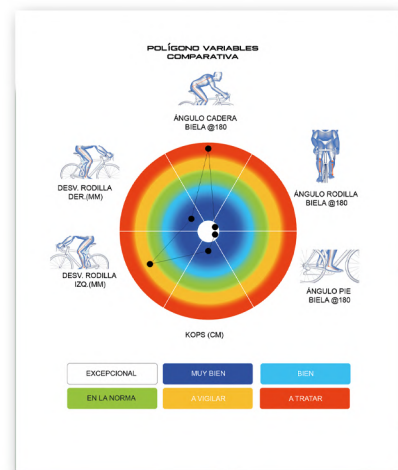 POLÍGONO VARIABLES
COMPARATIVA
ÁNGULO CADERA
BIELA @180
DESV. RODILLA
DER.(MM)
ÁNGULO RODILLA
BIELA @180
DESV. RODILLA
IZQ.(MM)
ÁNGULO PIE
BIELA @180
KOPS (CM)
EXCEPCIONAL
MUY BIEN
BIEN
EN LA NORMA
A VIGILAR
A TRATAR